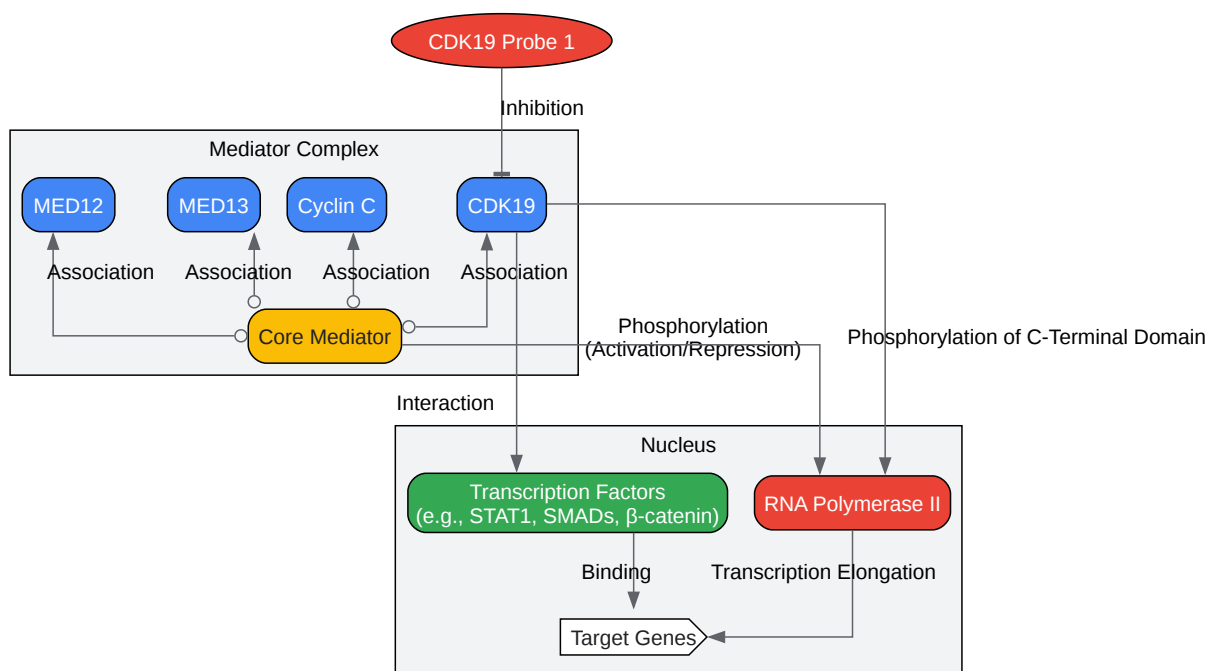 CDK19 Probe 1
Inhibition
Mediator Complex
MED12
MED13
Cyclin C
CDK19
Association
Association
Association
Association
Core Mediator
Phosphorylation
(Activation/Repression)
Phosphorylation of C-Terminal Domain
Interaction
Nucleus
Transcription Factors
(e.g., STAT1, SMADs, β-catenin)
RNA Polymerase II
Binding
Transcription Elongation
Target Genes